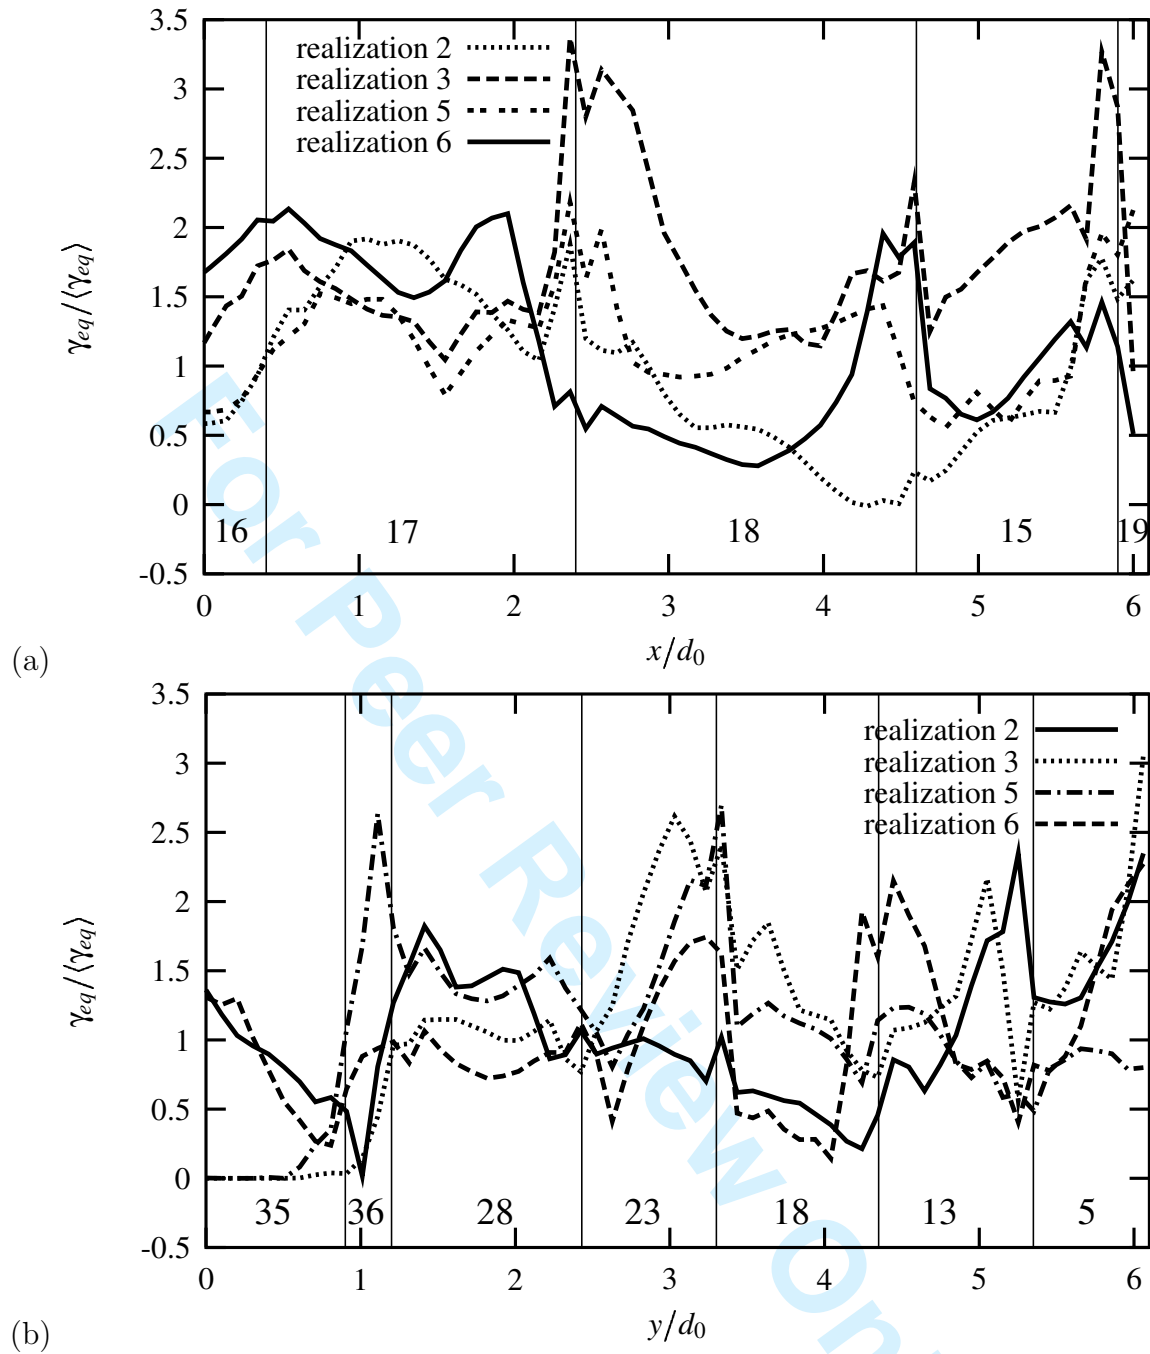 3.5
3
2.5
2
1.5
1
0.5
0
-0.5
γeq/⟨γeq⟩
realization 2
realization 3
realization 5
realization 6
16 17 18 15 19
0 1 2 3 4 5 6
x/d0
(a)
3.5
3
2.5
2
1.5
1
0.5
0
-0.5
γeq/⟨γeq⟩
realization 2
realization 3
realization 5
realization 6
35 36 28 23 18 13 5
0 1 2 3 4 5 6
y/d0
(b)
For Peer Review On